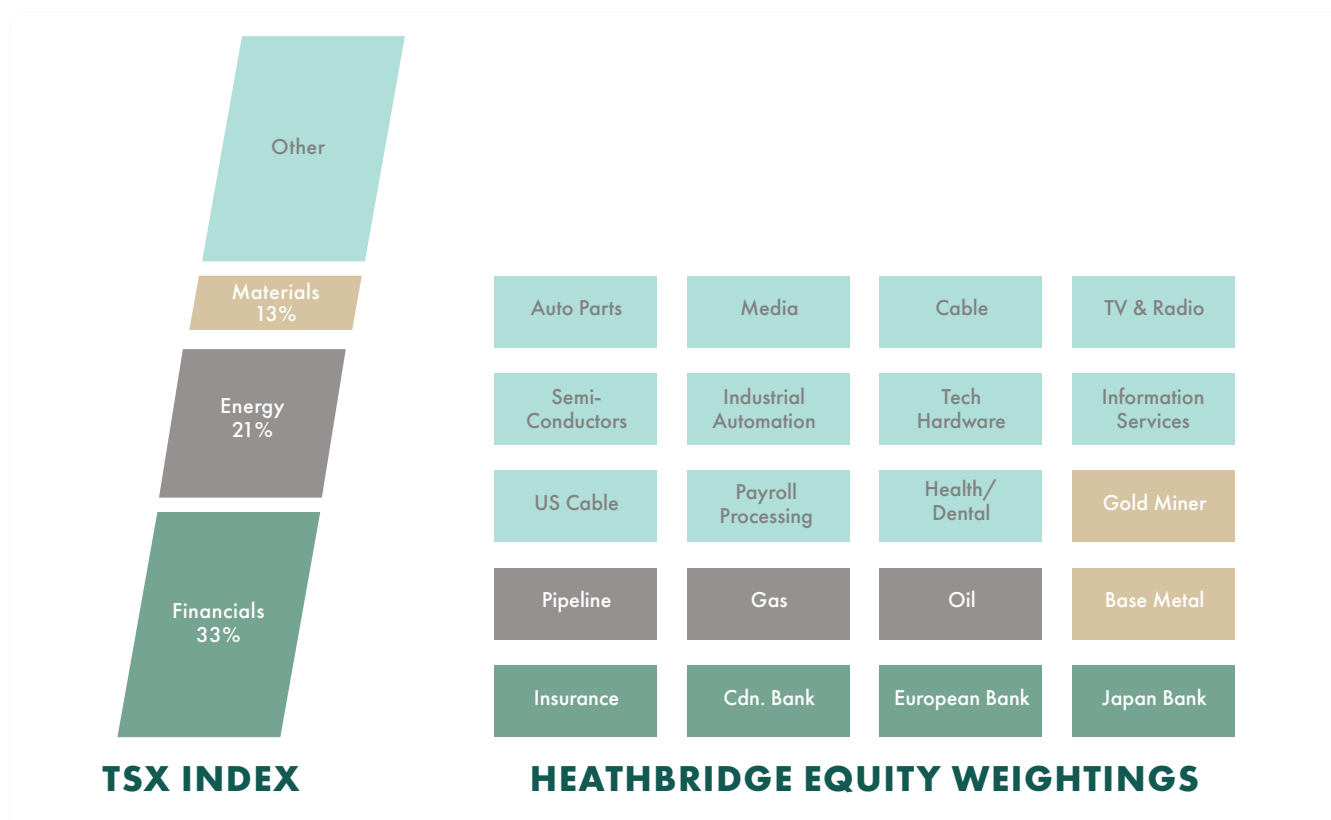 Other
Materials
13%
Energy
21%
Financials
33%
TSX INDEX
Auto Parts
Media
Cable
TV & Radio
Semi-
Conductors
Industrial
Automation
Tech
Hardware
Information
Services
US Cable
Payroll
Processing
Health/
Dental
Gold Miner
Pipeline
Gas
Oil
Base Metal
Insurance
Cdn. Bank
European Bank
Japan Bank
HEATHBRIDGE EQUITY WEIGHTINGS